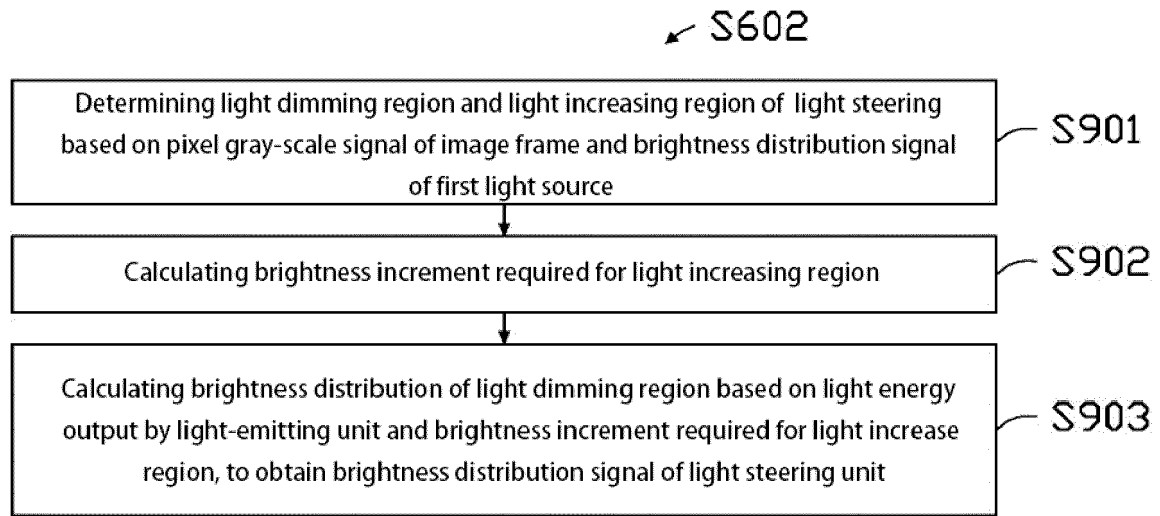 S602
Determining light dimming region and light increasing region of light steering
based on pixel gray-scale signal of image frame and brightness distribution signal
of first light source
S901
Calculating brightness increment required for light increasing region
S902
Calculating brightness distribution of light dimming region based on light energy
output by light-emitting unit and brightness increment required for light increase
region, to obtain brightness distribution signal of light steering unit
S903